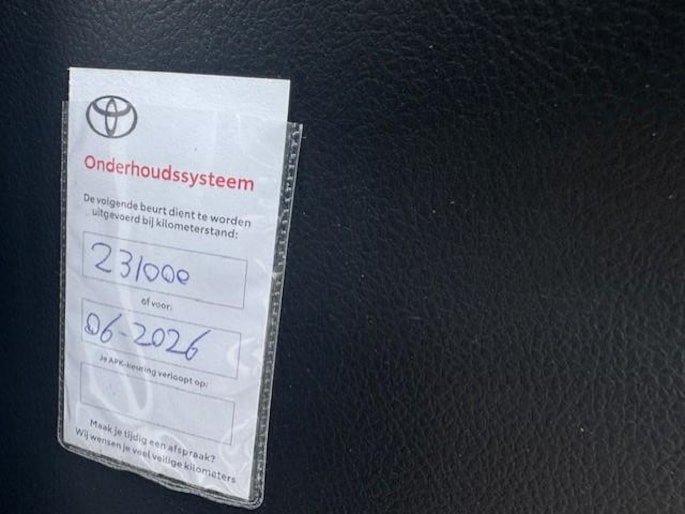 Onderhoudssysteem
De volgende beurt dient te worden
uitgevoerd bij kilometerstand:
231000
of voor:
06-2026
Je APK-keuring verloopt op:
Maak je tijdig een afspraak?
Wij wensen je veel veilige kilometers